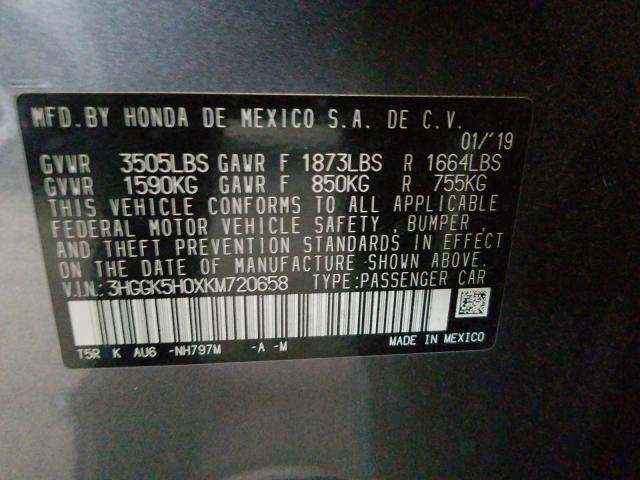 MFD.BY HONDA DE MEXICO S.A. DE C.V.
01/'19
GVWR 3505LBS GAWR F 1873LBS R 1664LBS
GVWR 1590KG GAWR F 850KG R 755KG
THIS VEHICLE CONFORMS TO ALL APPLICABLE
FEDERAL MOTOR VEHICLE SAFETY , BUMPER ,
AND THEFT PREVENTION STANDARDS IN EFFECT
ON THE DATE OF MANUFACTURE SHOWN ABOVE.
V.I.N.: 3HGGK5H0XKM720658 TYPE:PASSENGER CAR
T5R K AU6 -NH797M -A -M MADE IN MEXICO